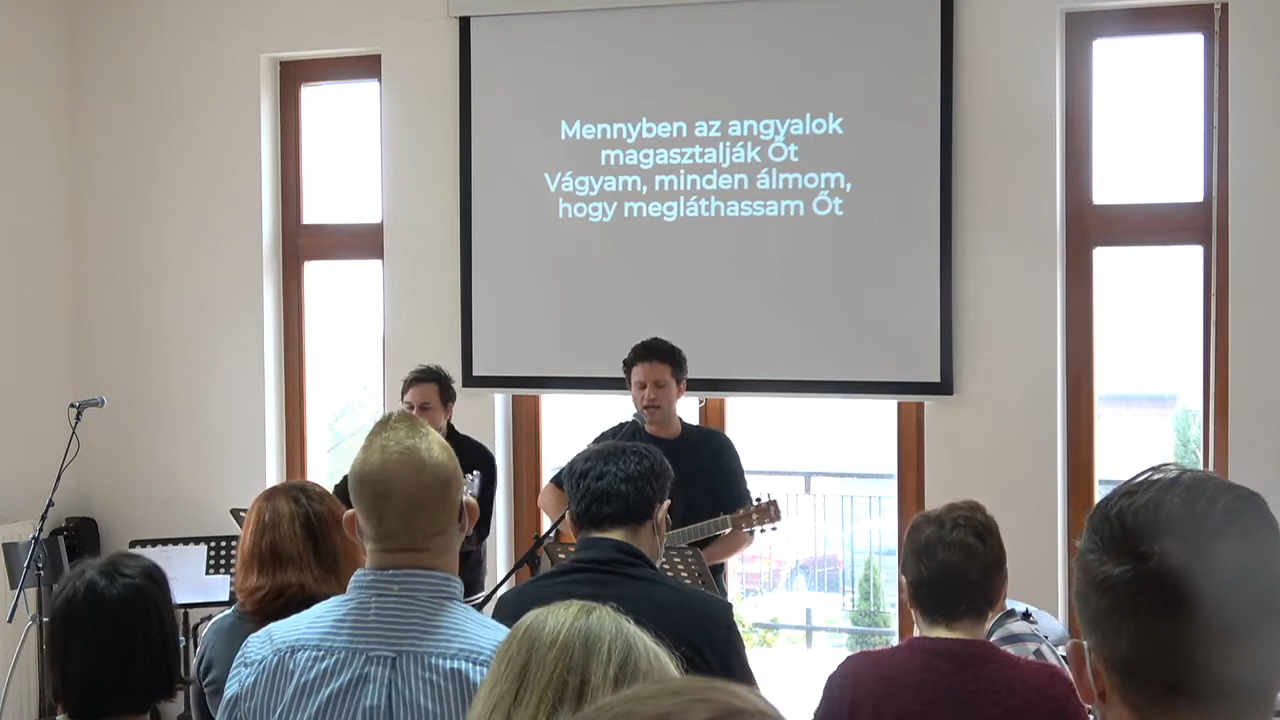 Mennyben az angyalok
magasztalják Őt
Vágyam, minden álmom,
hogy megláthassam Őt